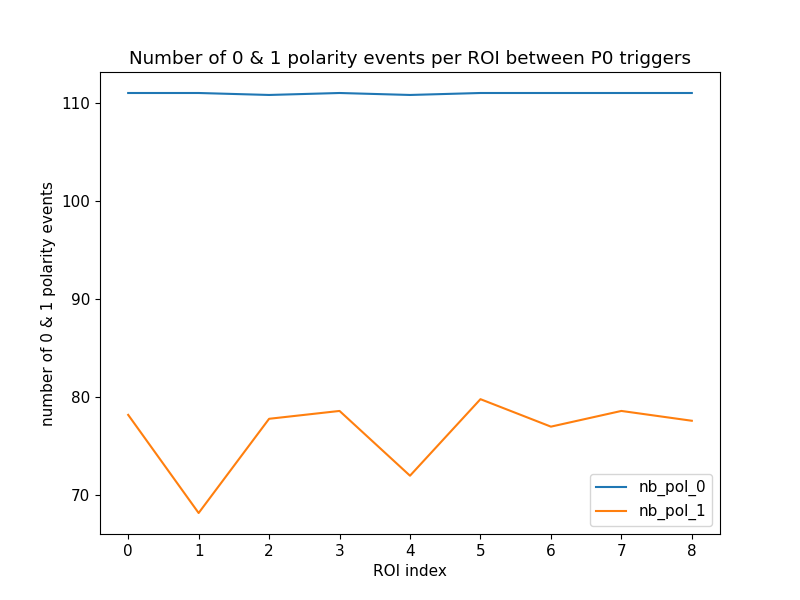 Number of 0 & 1 polarity events per ROI between P0 triggers
number of 0 & 1 polarity events
110
100
90
80
70
nb_pol_0
nb_pol_1
0 1 2 3 4 5 6 7 8
ROI index